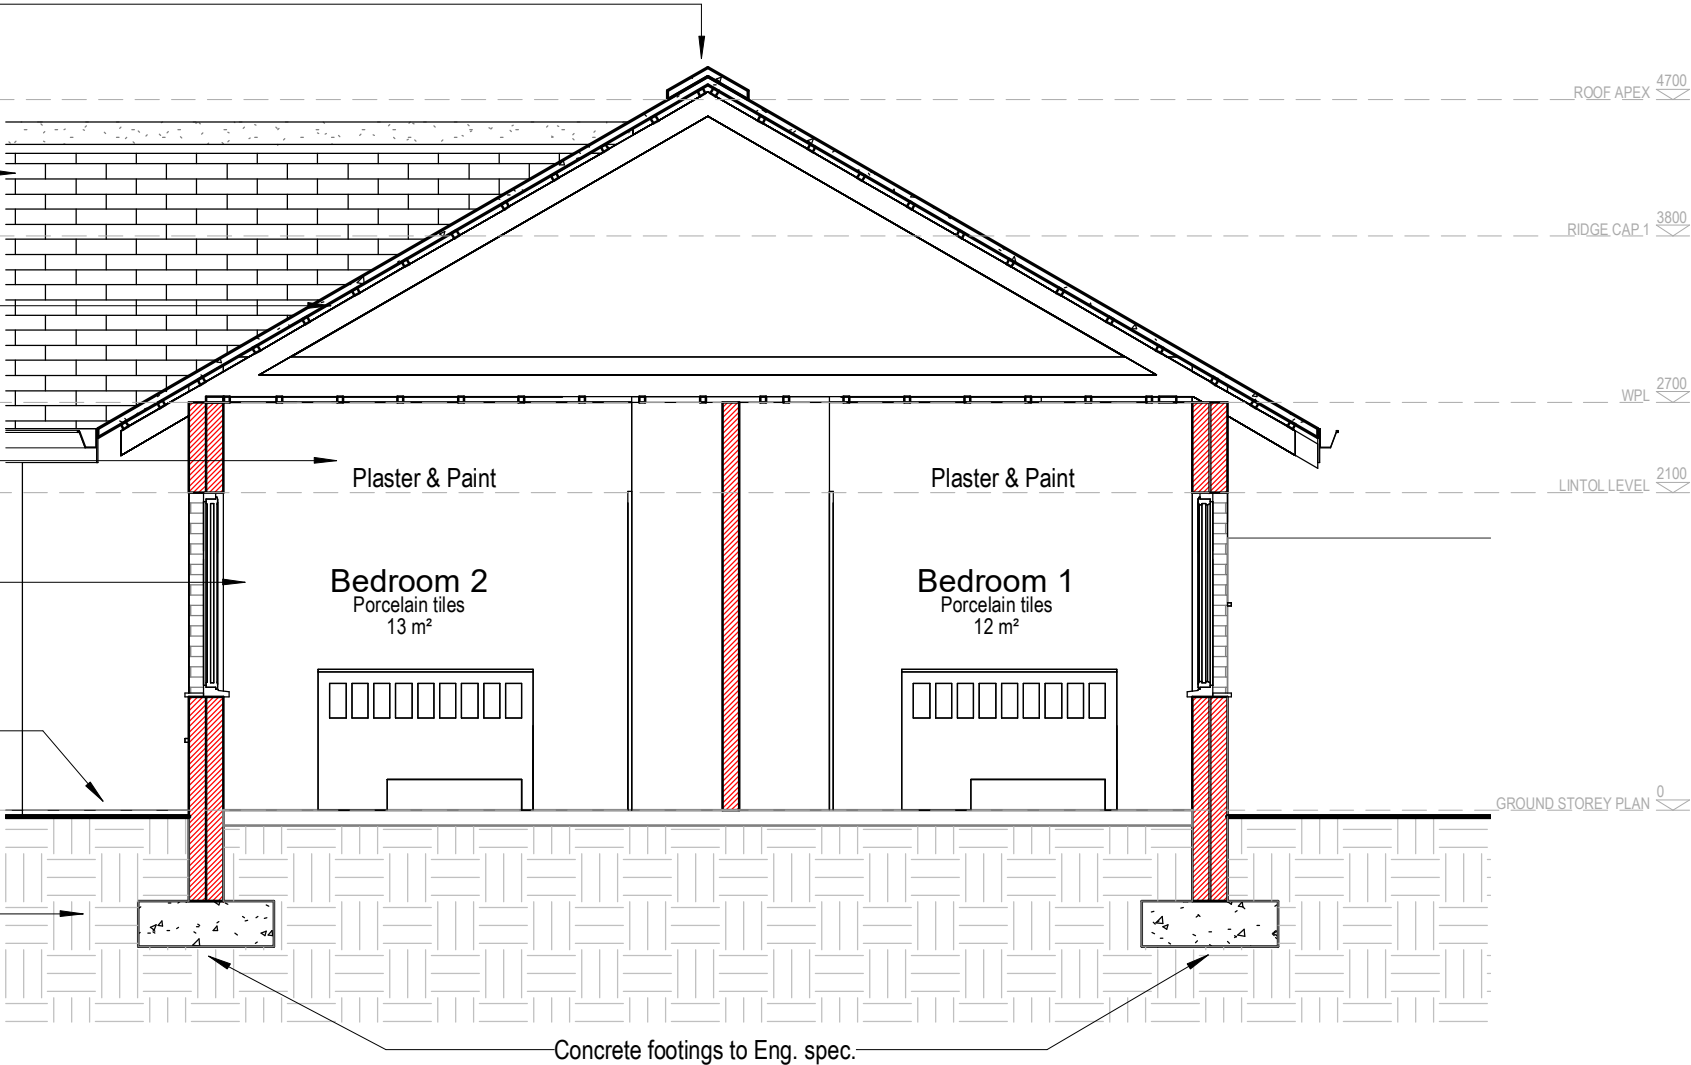 4700
ROOF APEX
3800
RIDGE CAP 1
2700
WPL
Plaster & Paint
Plaster & Paint
2100
LINTOL LEVEL
Bedroom 2
Porcelain tiles
13 m²
Bedroom 1
Porcelain tiles
12 m²
0
GROUND STOREY PLAN
Concrete footings to Eng. spec.